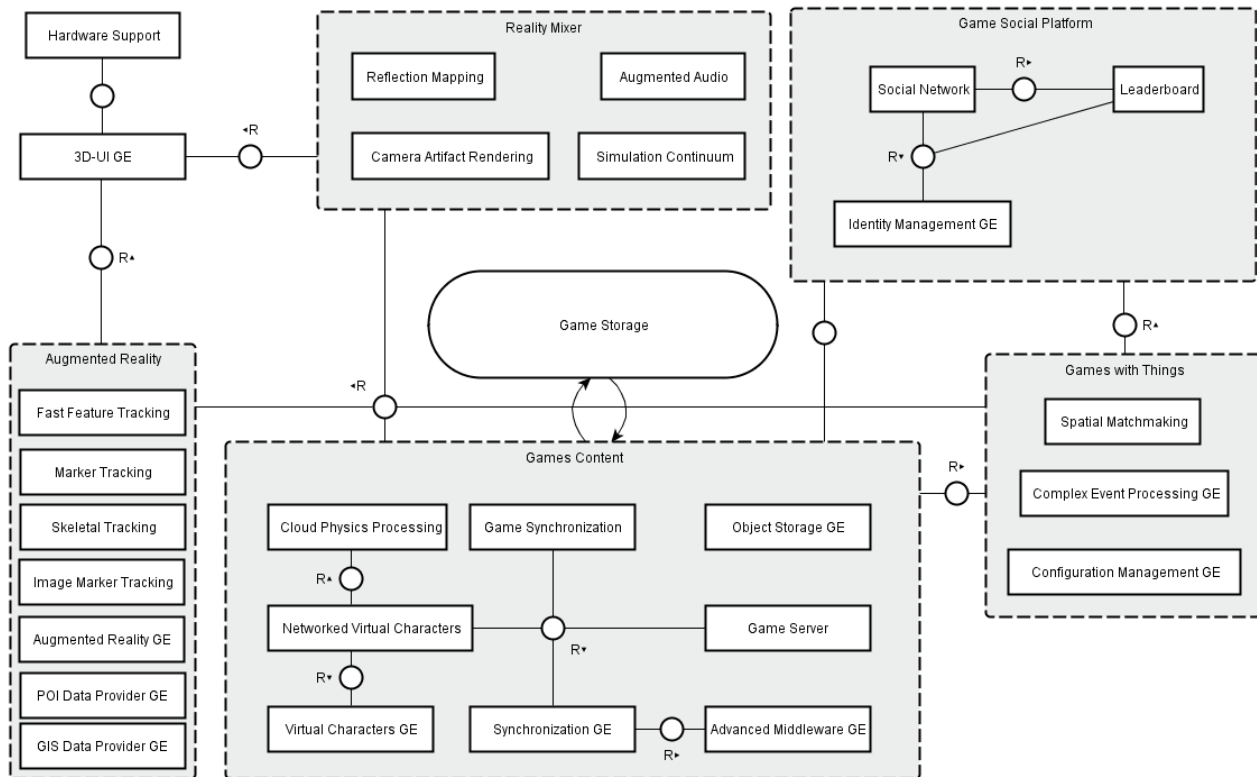 Hardware Support
3D-UI GE
◂R
R▴
Reality Mixer
Reflection Mapping
Augmented Audio
Camera Artifact Rendering
Simulation Continuum
Game Social Platform
Social Network
R▸
Leaderboard
R▾
Identity Management GE
Game Storage
R▴
Augmented Reality
Fast Feature Tracking
Marker Tracking
Skeletal Tracking
Image Marker Tracking
Augmented Reality GE
POI Data Provider GE
GIS Data Provider GE
◂R
Games Content
Cloud Physics Processing
Game Synchronization
Object Storage GE
R▴
Networked Virtual Characters
Game Server
R▾
R▾
Virtual Characters GE
Synchronization GE
R▸
Advanced Middleware GE
R▸
Games with Things
Spatial Matchmaking
Complex Event Processing GE
Configuration Management GE